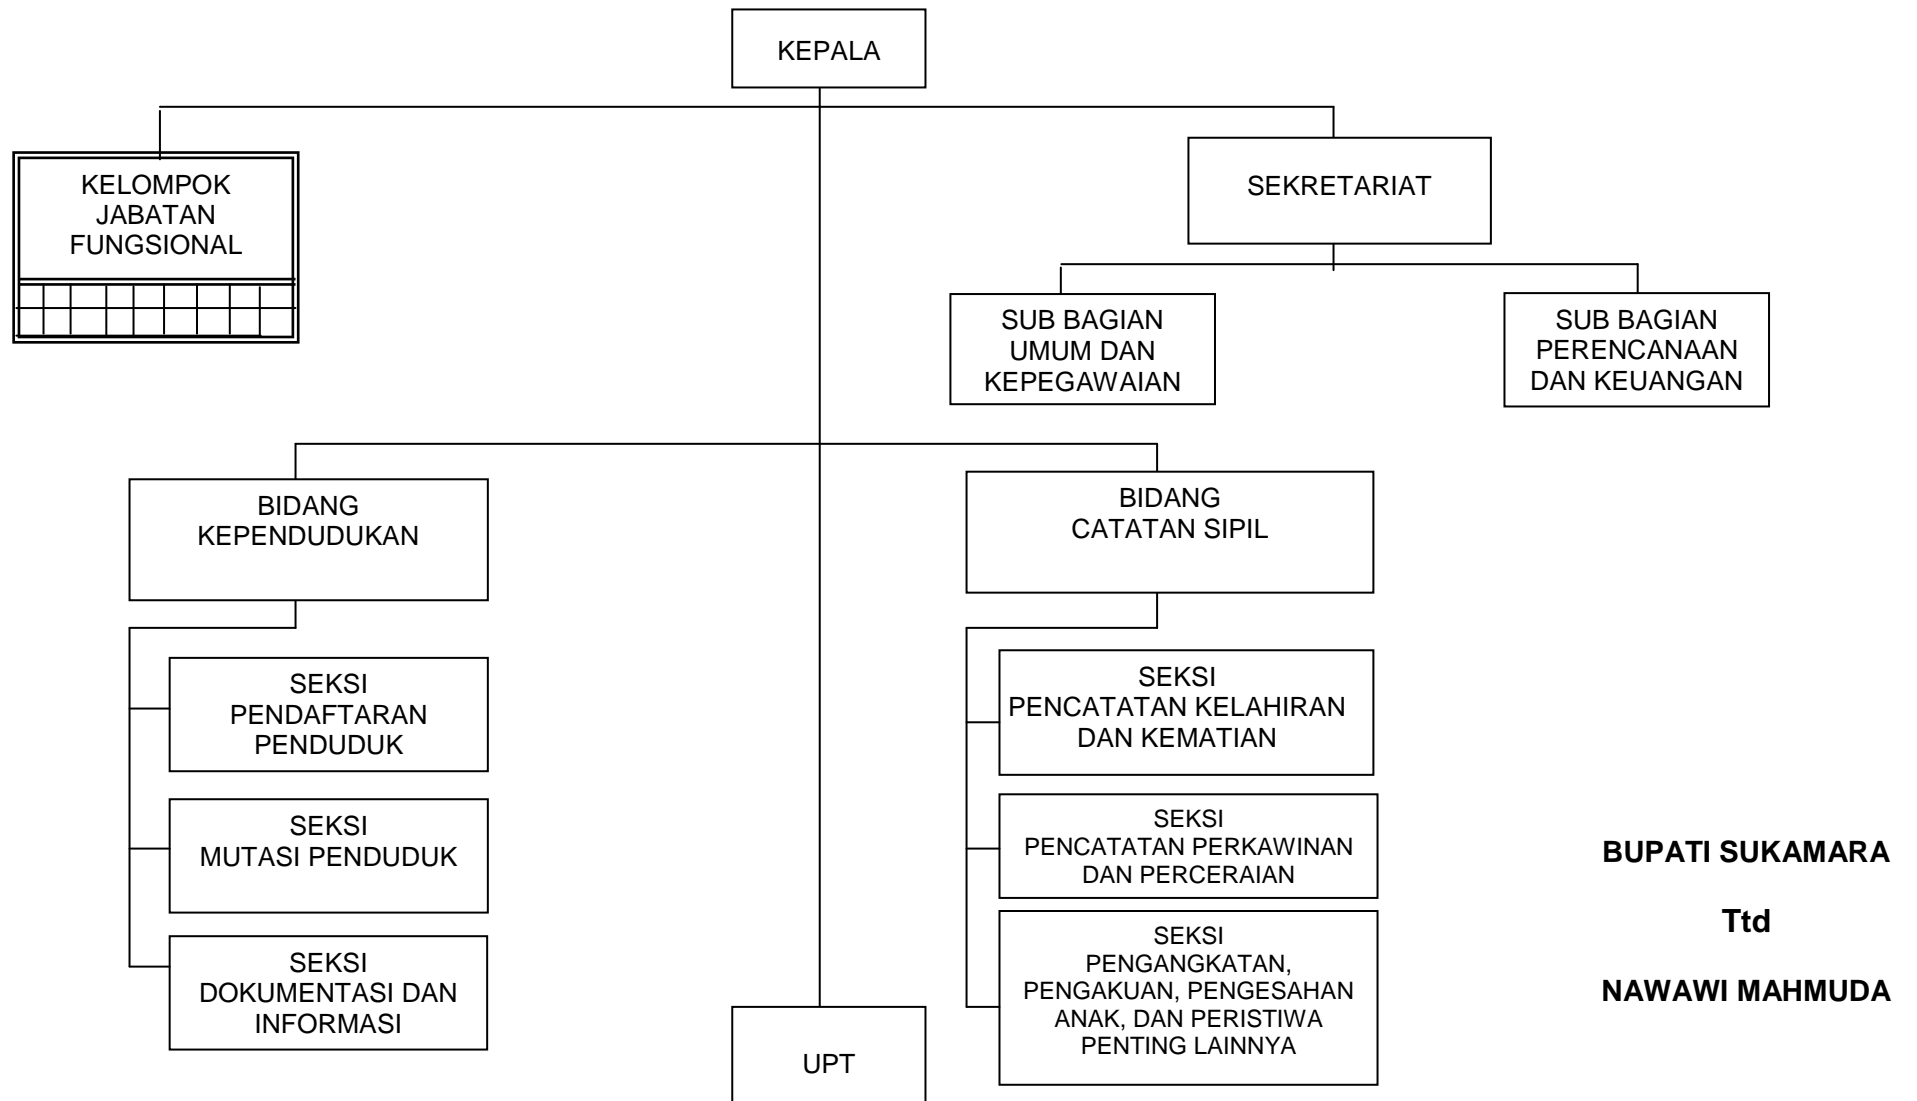 KEPALA
KELOMPOK
JABATAN
FUNGSIONAL
SEKRETARIAT
SUB BAGIAN
UMUM DAN
KEPEGAWAIAN
SUB BAGIAN
PERENCANAAN
DAN KEUANGAN
BIDANG
KEPENDUDUKAN
BIDANG
CATATAN SIPIL
SEKSI
PENDAFTARAN
PENDUDUK
SEKSI
MUTASI PENDUDUK
SEKSI
DOKUMENTASI DAN
INFORMASI
SEKSI
PENCATATAN KELAHIRAN
DAN KEMATIAN
SEKSI
PENCATATAN PERKAWINAN
DAN PERCERAIAN
SEKSI
PENGANGKATAN,
PENGAKUAN, PENGESAHAN
ANAK, DAN PERISTIWA
PENTING LAINNYA
UPT
BUPATI SUKAMARA
Ttd
NAWAWI MAHMUDA